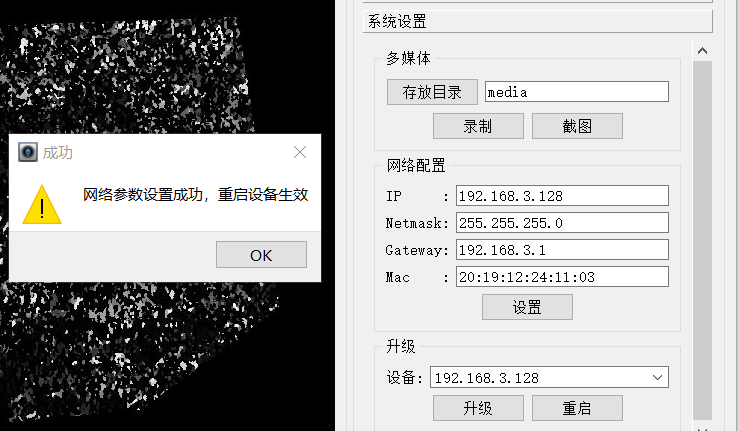 成功
网络参数设置成功，重启设备生效
OK
系统设置
多媒体
存放目录 media
录制 截图
网络配置
IP : 192.168.3.128
Netmask: 255.255.255.0
Gateway: 192.168.3.1
Mac : 20:19:12:24:11:03
设置
升级
设备: 192.168.3.128
升级 重启